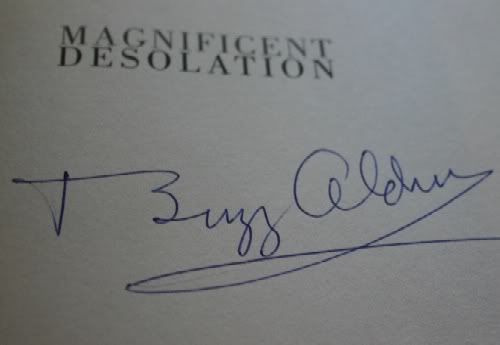 MAGNIFICENT
DESOLATION
Buzz Aldrin